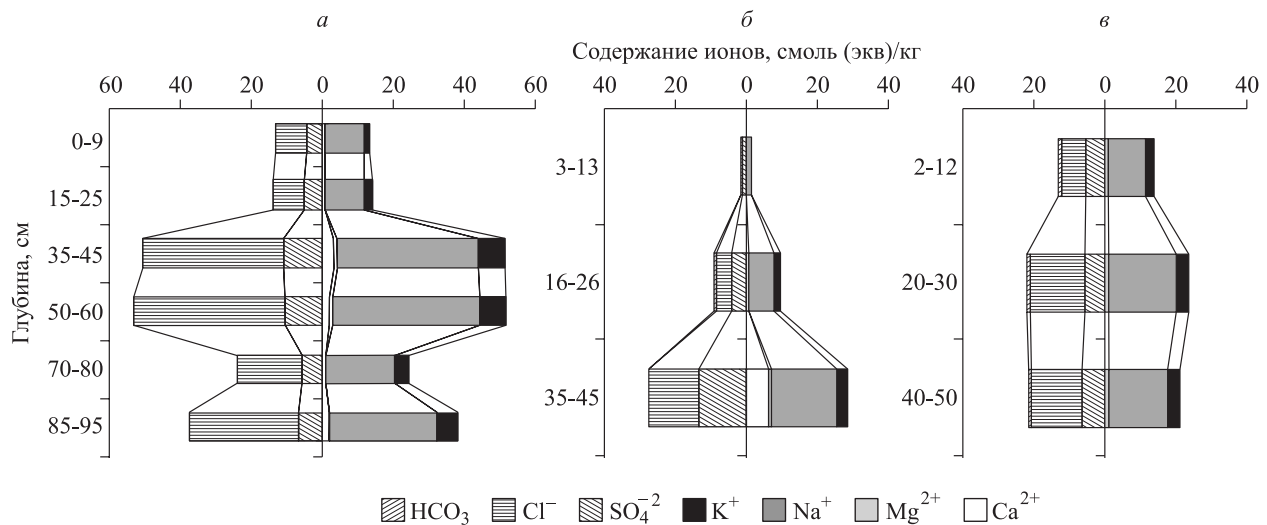 а б в
Содержание ионов, смоль (экв)/кг
60 40 20 0 20 40 60 40 20 0 20 40 40 20 0 20 40
Глубина, см
0-9
15-25
35-45
50-60
70-80
85-95
3-13
16-26
35-45
2-12
20-30
40-50
HCO₃ Cl⁻ SO₄⁻² K⁺ Na⁺ Mg²⁺ Ca²⁺